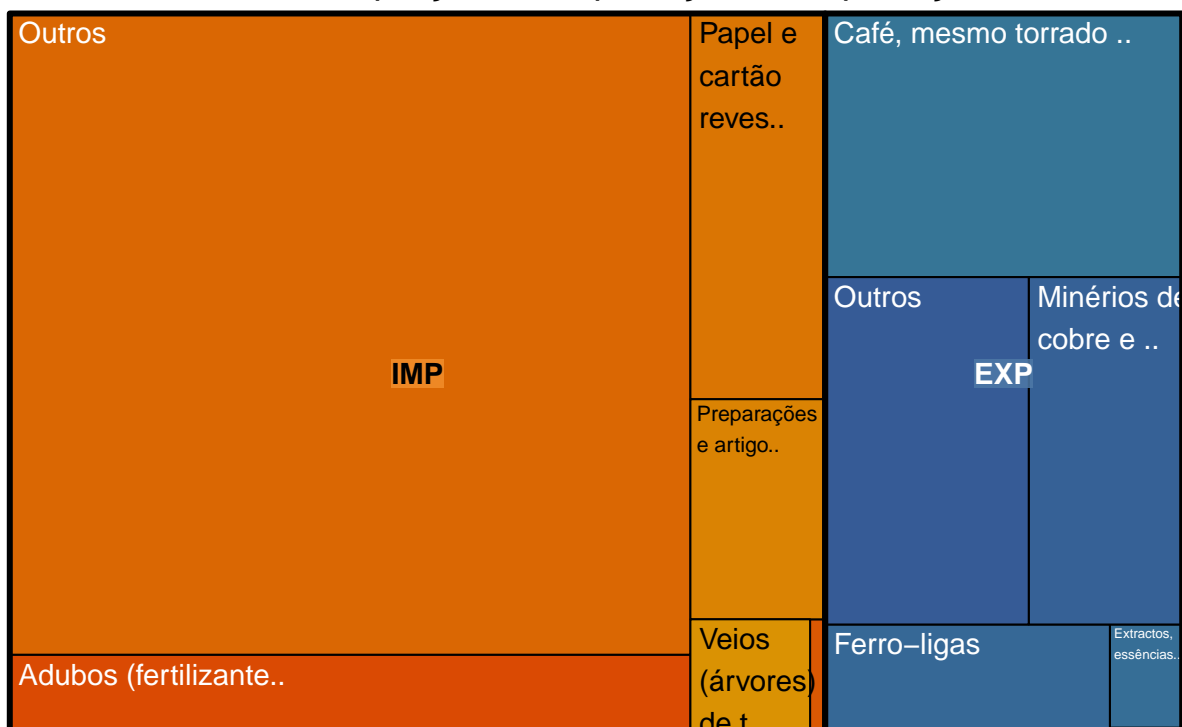 Outros
Papel e
cartão
reves..
Café, mesmo torrado ..
Outros
Minérios de
cobre e ..
IMP
EXP
Preparações
e artigo..
Veios
(árvores)
de t
Ferro−ligas
Extractos,
essências..
Adubos (fertilizante..